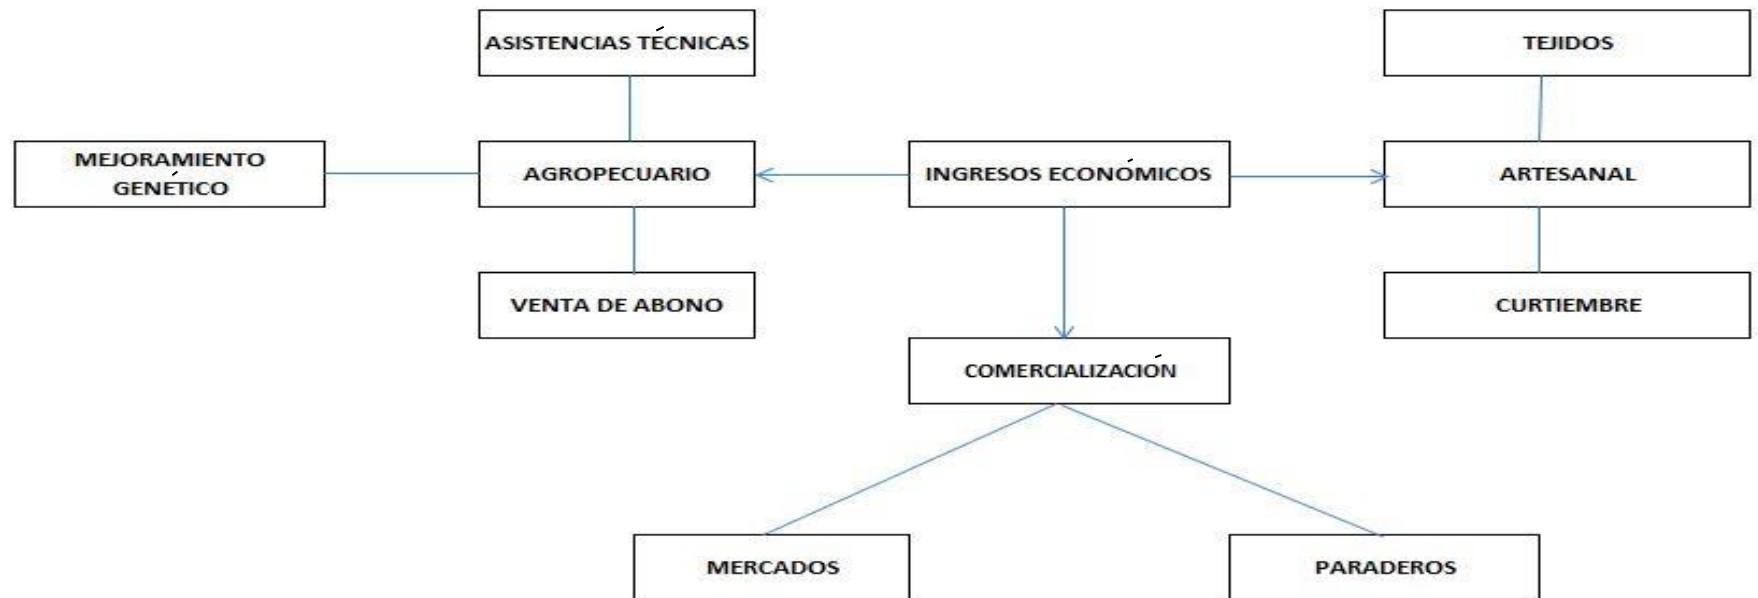 ASISTENCIAS TÉCNICAS
TEJIDOS
MEJORAMIENTO
GENÉTICO
AGROPECUARIO
INGRESOS ECONÓMICOS
ARTESANAL
VENTA DE ABONO
CURTIEMBRE
COMERCIALIZACIÓN
MERCADOS
PARADEROS